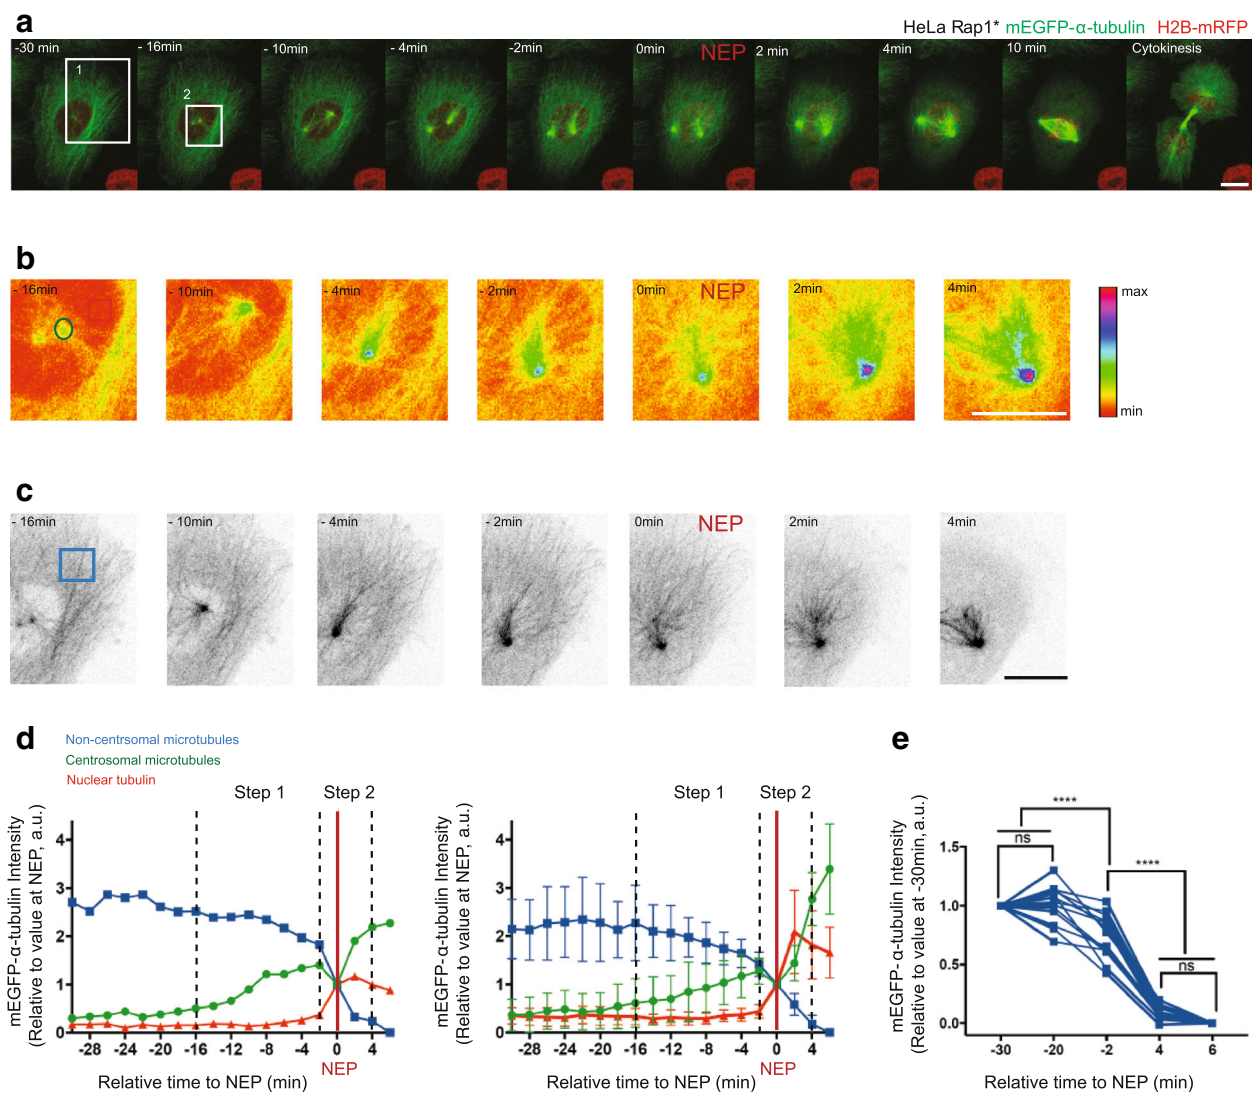 a
HeLa Rap1* mEGFP-α-tubulin H2B-mRFP
-30 min - 16min - 10min - 4min -2min 0min NEP 2 min 4min 10 min Cytokinesis
1
2
b
- 16min - 10min - 4min - 2min 0min NEP 2min 4min
max
min
c
- 16min - 10min - 4min - 2min 0min NEP 2min 4min
d
Non-centrsomal microtubules
Centrosomal microtubules
Nuclear tubulin
Step 1 Step 2
mEGFP-α-tubulin Intensity
(Relative to value at NEP, a.u.)
4
3
2
1
0
-28 -24 -20 -16 -12 -8 -4 0 4
NEP
Relative time to NEP (min)
Step 1 Step 2
mEGFP-α-tubulin Intensity
(Relative to value at NEP, a.u.)
4
3
2
1
0
-28 -24 -20 -16 -12 -8 -4 0 4
NEP
Relative time to NEP (min)
e
mEGFP-α-tubulin Intensity
(Relative to value at -30min, a.u.)
****
ns
****
ns
1.5
1.0
0.5
0.0
-30 -20 -2 4 6
Relative time to NEP (min)